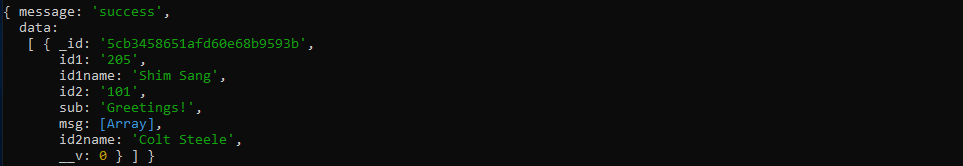 { message: 'success',
data:
[ { _id: '5cb3458651afd60e68b9593b',
id1: '205',
id1name: 'Shim Sang',
id2: '101',
sub: 'Greetings!',
msg: [Array],
id2name: 'Colt Steele',
__v: 0 } ] }